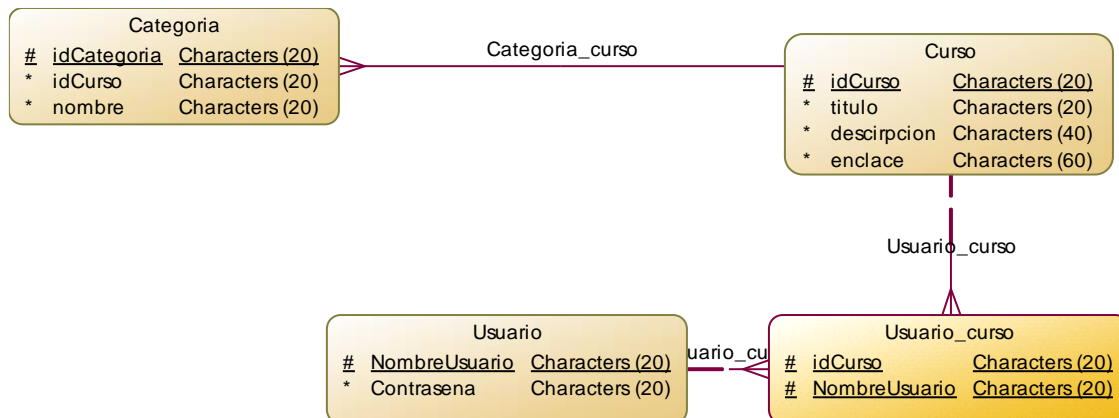 Categoria
# idCategoria Characters (20)
* idCurso Characters (20)
* nombre Characters (20)
Categoria_curso
Curso
# idCurso Characters (20)
* titulo Characters (20)
* descirpcion Characters (40)
* enclace Characters (60)
Usuario_curso
Usuario
# NombreUsuario Characters (20)
* Contrasena Characters (20)
uario_cu
Usuario_curso
# idCurso Characters (20)
# NombreUsuario Characters (20)